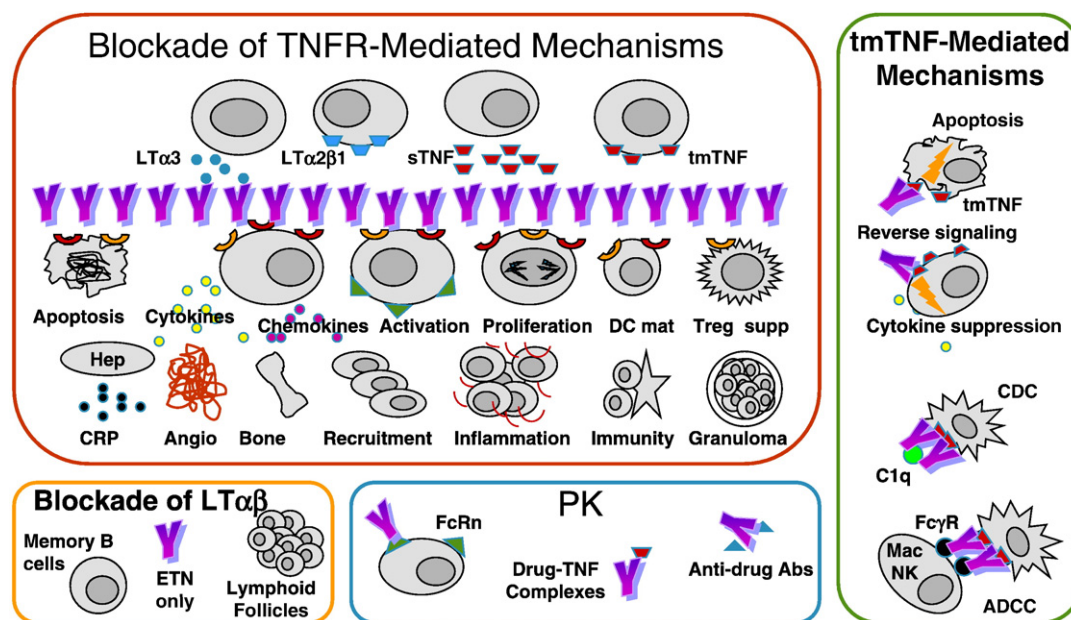 Blockade of TNFR-Mediated Mechanisms
LTα3
LTα2β1
sTNF
tmTNF
Apoptosis
Cytokines
Chemokines
Activation
Proliferation
DC mat
Treg supp
Hep
CRP
Angio
Bone
Recruitment
Inflammation
Immunity
Granuloma
tmTNF-Mediated
Mechanisms
Apoptosis
tmTNF
Reverse signaling
Cytokine suppression
CDC
C1q
FcγR
Mac
NK
ADCC
Blockade of LTαβ
Memory B
cells
ETN
only
Lymphoid
Follicles
PK
FcRn
Drug-TNF
Complexes
Anti-drug Abs